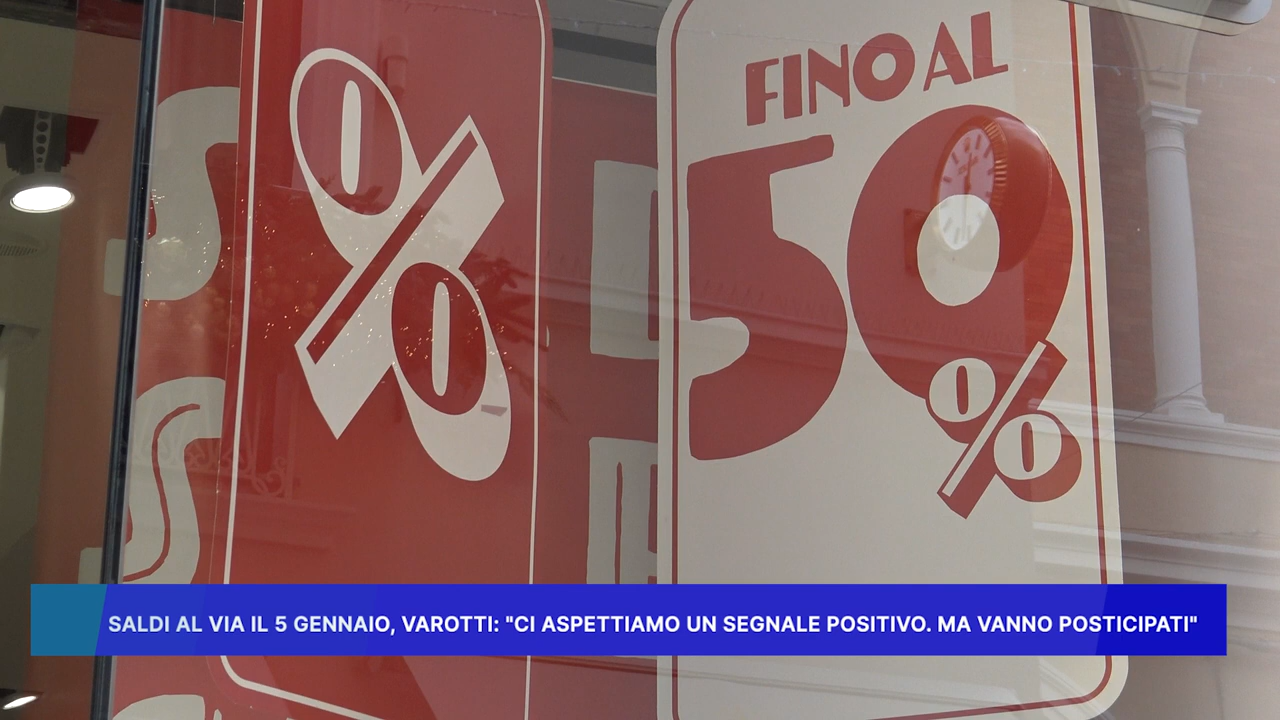 %
FINO AL
50%
SALDI AL VIA IL 5 GENNAIO, VAROTTI: "CI ASPETTIAMO UN SEGNALE POSITIVO. MA VANNO POSTICIPATI"